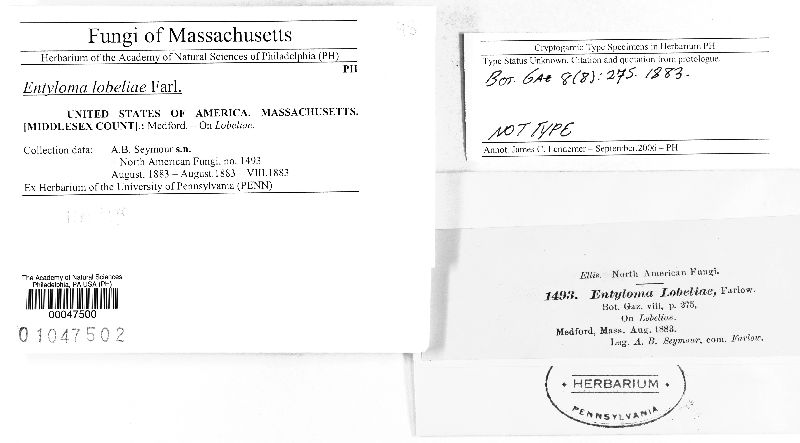 Fungi of Massachusetts
Herbarium of the Academy of Natural Sciences of Philadelphia (PH)
PH
Entyloma lobeliae Farl.
UNITED STATES OF AMERICA. MASSACHUSETTS.
[MIDDLESEX COUNT].: Medford. – On Lobeliae.
Collection data: A.B. Seymour s.n.
North American Fungi, no. 1493
August, 1883 – August,1883 – VIII.1883
Ex Herbarium of the University of Pennsylvania (PENN)
The Academy of Natural Sciences
Philadelphia, PA USA (PH)
00047500
01047502
Cryptogamic Type Specimens in Herbarium PH
Type Status Unknown. Citation and quotation from protologue.
BOT. GAZ 8(8): 275. 1883.
NOT TYPE
Annot. James C. Lendemer – September,2006 – PH
Ellis. North American Fungi.
1493. Entyloma Lobeliae, Farlow.
Bot. Gaz. viii, p. 275,
On Lobeliae.
Medford, Mass. Aug. 1883.
Leg. A. B. Seymour, com. Farlow.
HERBARIUM
PENNSYLVANIA